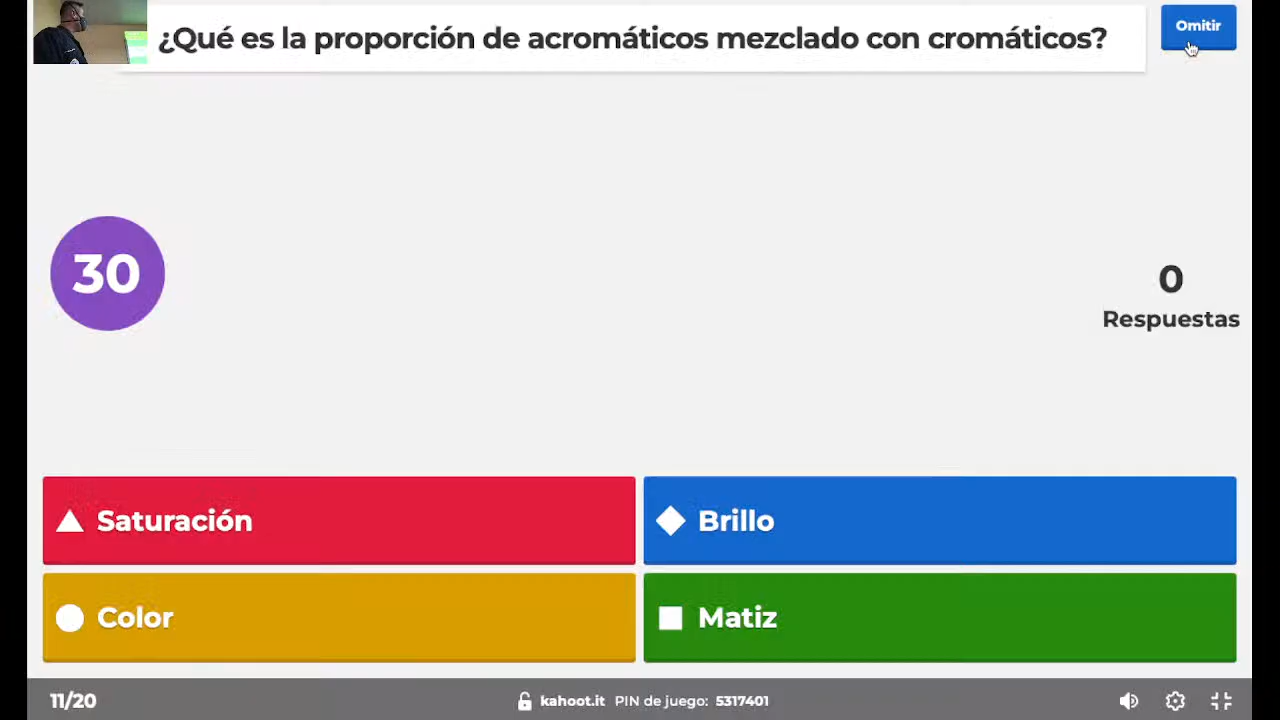 ¿Qué es la proporción de acromáticos mezclado con cromáticos?
Omitir
30
0
Respuestas
Saturación
Brillo
Color
Matiz
11/20
kahoot.it PIN de juego: 5317401